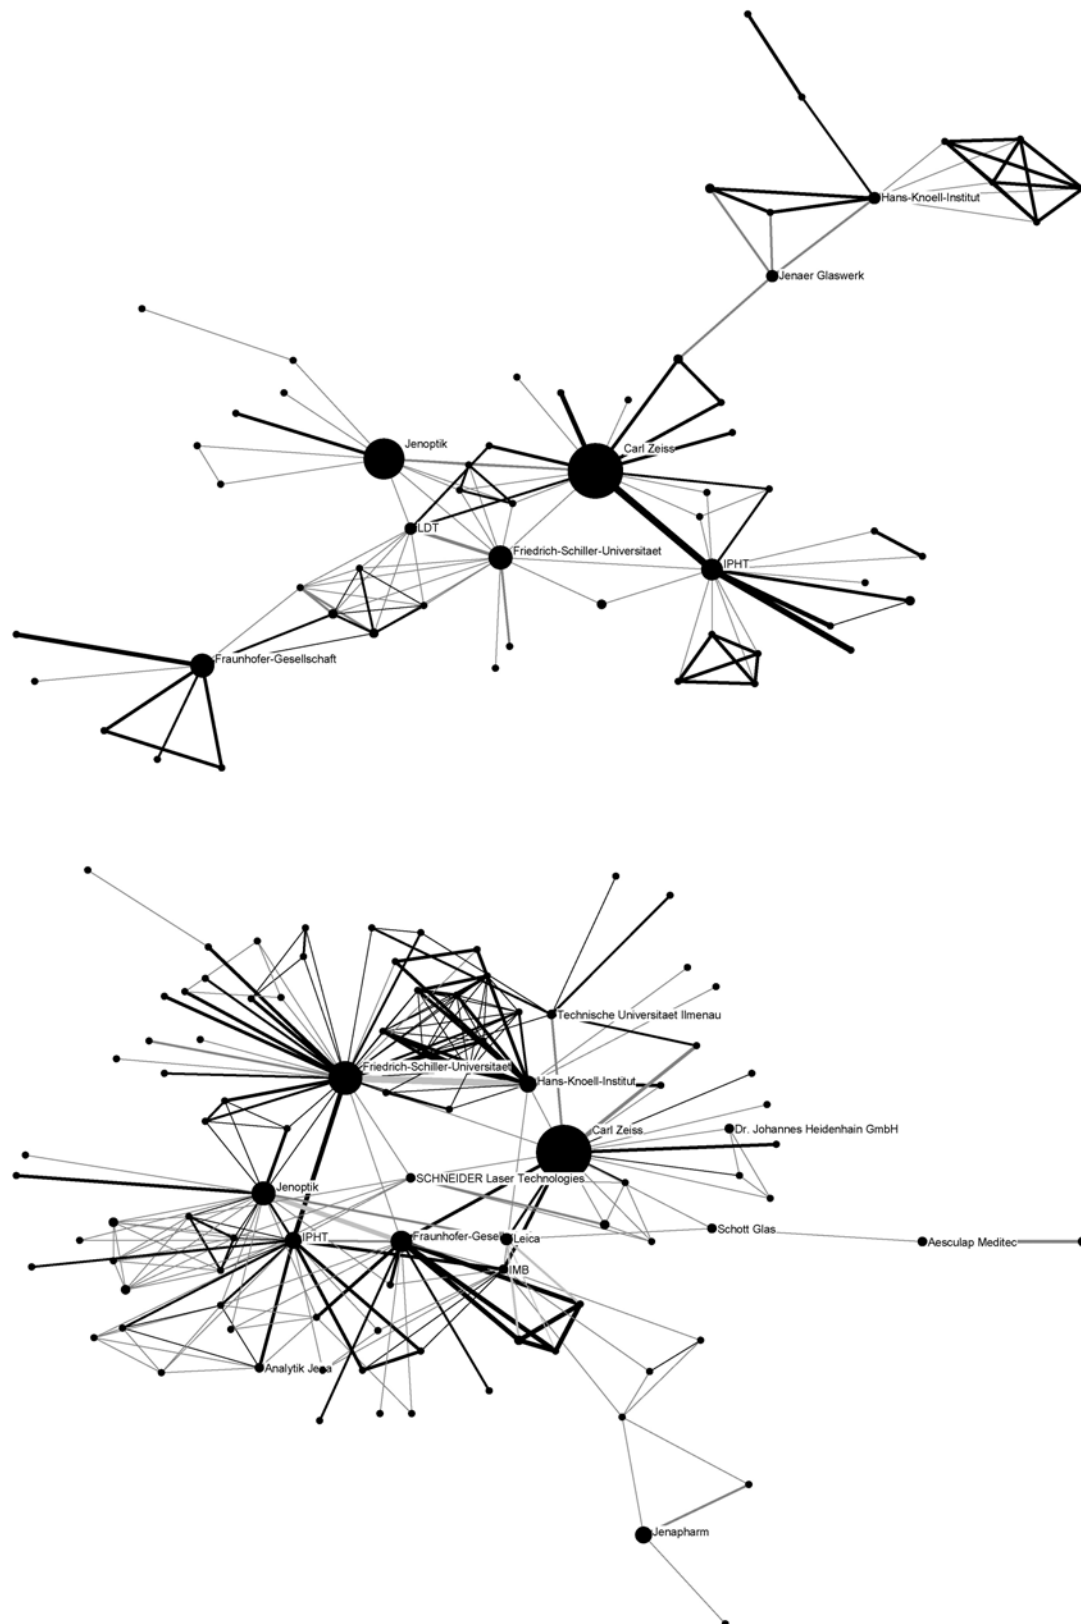 Hans-Knoell-Institut
Jenaer Glaswerk
Jenoptik
Carl Zeiss
LDT
Friedrich-Schiller-Universitaet
IPHT
Fraunhofer-Gesellschaft
Technische Universitaet Ilmenau
Friedrich-Schiller-Universitaet
Hans-Knoell-Institut
Carl Zeiss
Dr. Johannes Heidenhain GmbH
SCHNEIDER Laser Technologies
Jenoptik
Schott Glas
IPHT
Fraunhofer-Gesell
Leica
Aesculap Meditec
IMB
Analytik Jena
Jenapharm